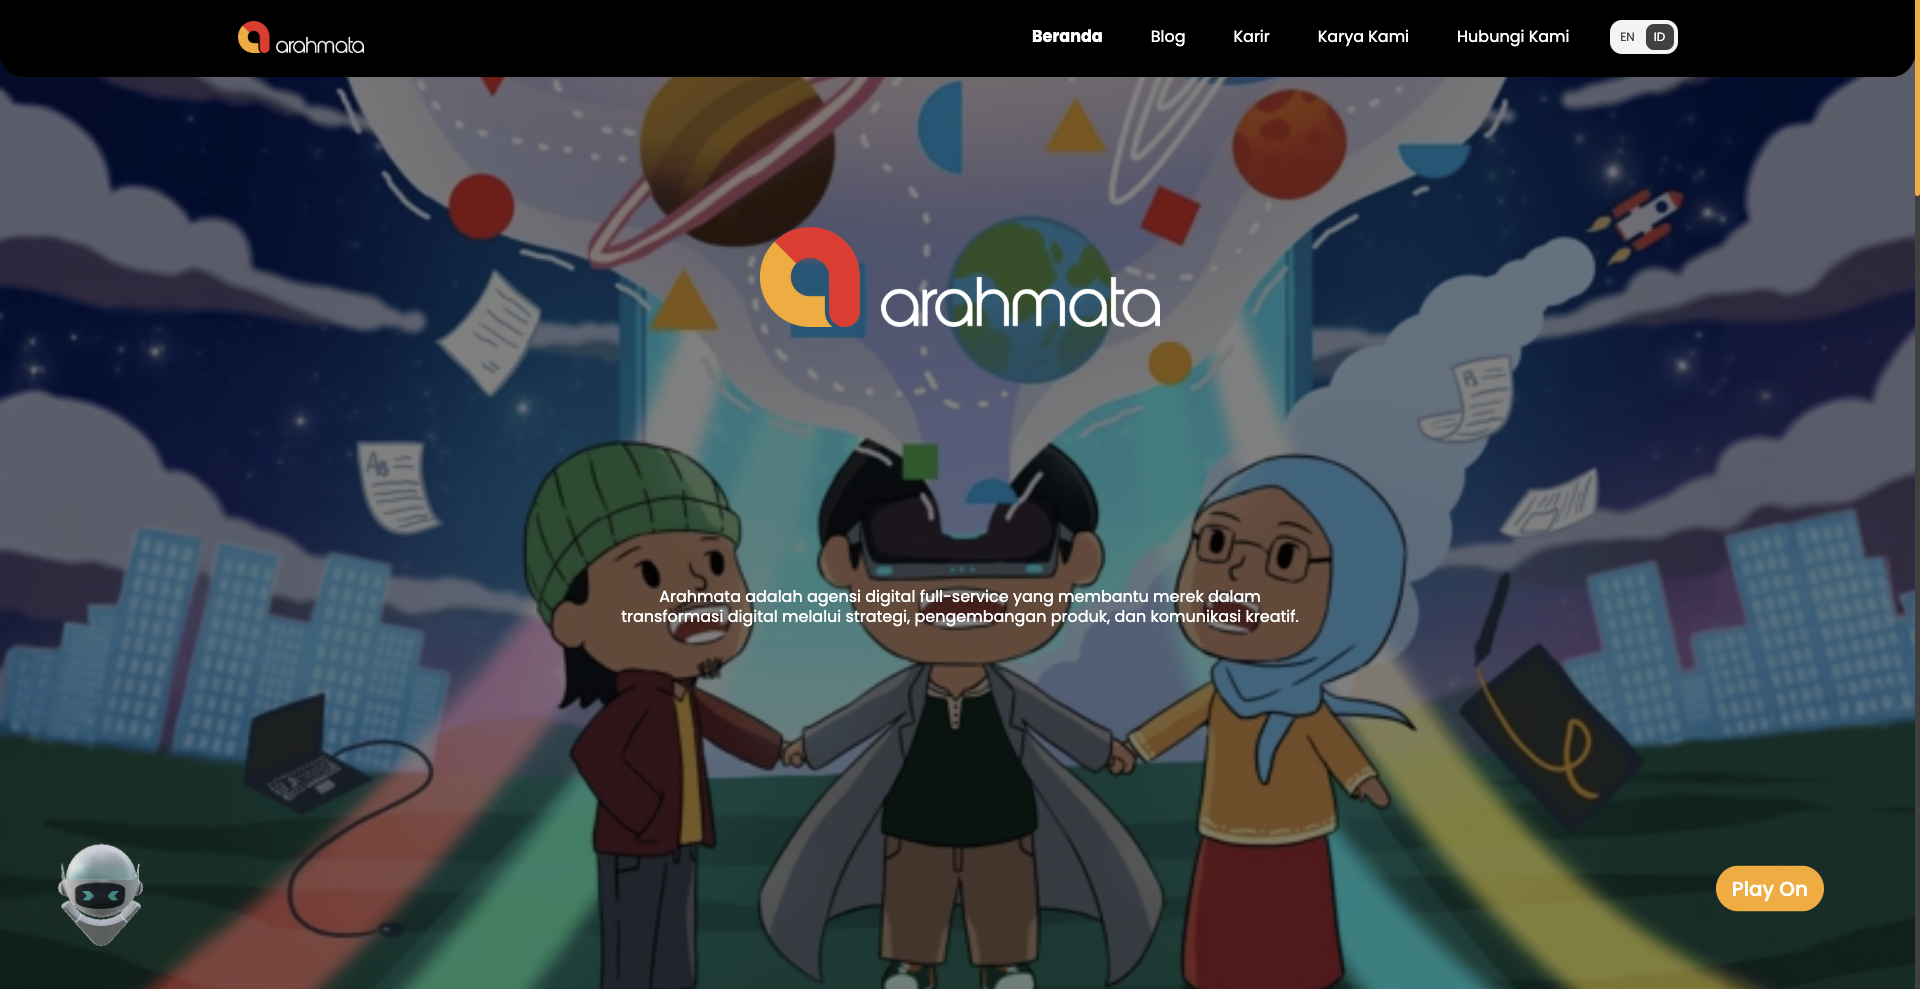 arahmata
Beranda
Blog
Karir
Karya Kami
Hubungi Kami
EN
ID
arahmata
AB
Arahmata adalah agensi digital full-service yang membantu merek dalam
transformasi digital melalui strategi, pengembangan produk, dan komunikasi kreatif.
Play On